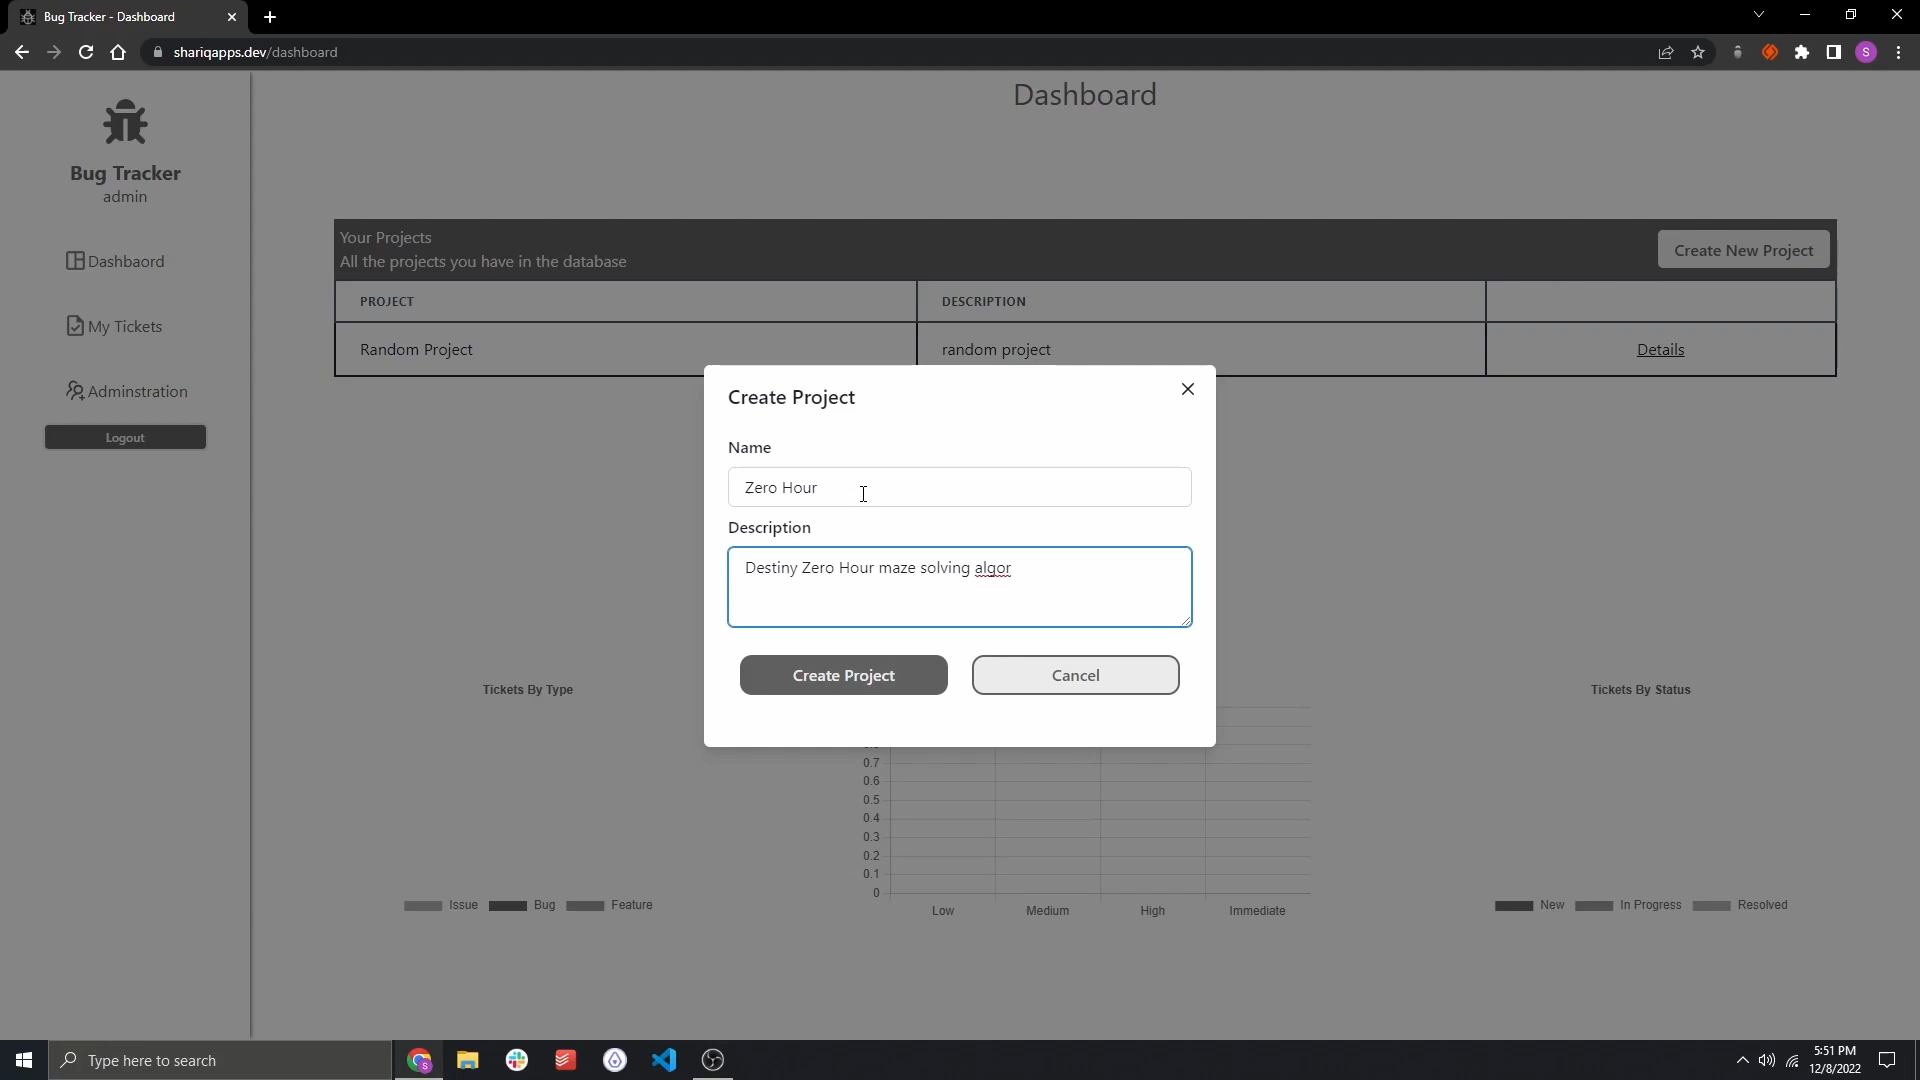 Bug Tracker - Dashboard
shariqapps.dev/dashboard
S
Dashboard
Bug Tracker
admin
Dashbaord
My Tickets
Adminstration
Logout
Your Projects
All the projects you have in the database
Create New Project
PROJECT DESCRIPTION
Random Project random project Details
Create Project
Name
Zero Hour
Description
Destiny Zero Hour maze solving algor
Create Project Cancel
Tickets By Type
Issue Bug Feature
0.7
0.6
0.5
0.4
0.3
0.2
0.1
0
Low Medium High Immediate
Tickets By Status
New In Progress Resolved
Type here to search
S
5:51 PM
12/8/2022